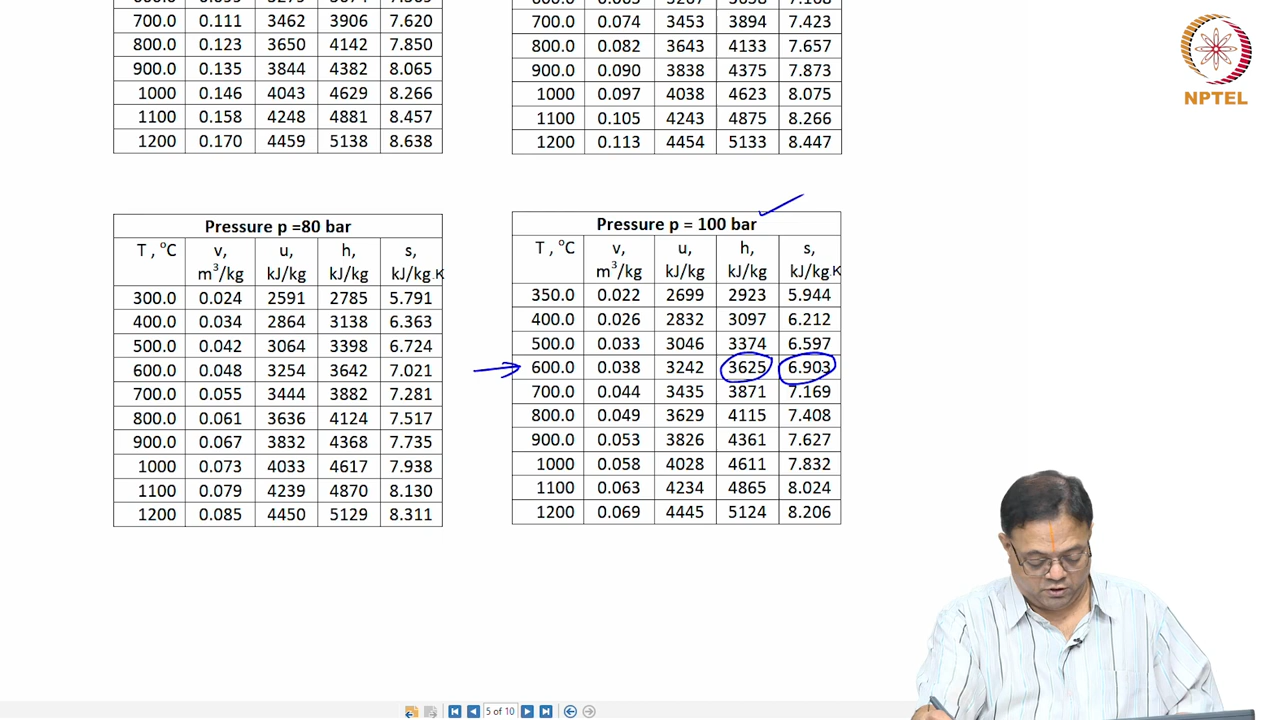 700.0 0.111 3462 3906 7.620
800.0 0.123 3650 4142 7.850
900.0 0.135 3844 4382 8.065
1000 0.146 4043 4629 8.266
1100 0.158 4248 4881 8.457
1200 0.170 4459 5138 8.638
700.0 0.074 3453 3894 7.423
800.0 0.082 3643 4133 7.657
900.0 0.090 3838 4375 7.873
1000 0.097 4038 4623 8.075
1100 0.105 4243 4875 8.266
1200 0.113 4454 5133 8.447
NPTEL
Pressure p =80 bar
T , °C v, u, h, s,
m³/kg kJ/kg kJ/kg kJ/kg K
300.0 0.024 2591 2785 5.791
400.0 0.034 2864 3138 6.363
500.0 0.042 3064 3398 6.724
600.0 0.048 3254 3642 7.021
700.0 0.055 3444 3882 7.281
800.0 0.061 3636 4124 7.517
900.0 0.067 3832 4368 7.735
1000 0.073 4033 4617 7.938
1100 0.079 4239 4870 8.130
1200 0.085 4450 5129 8.311
Pressure p = 100 bar
T , °C v, u, h, s,
m³/kg kJ/kg kJ/kg kJ/kg K
350.0 0.022 2699 2923 5.944
400.0 0.026 2832 3097 6.212
500.0 0.033 3046 3374 6.597
600.0 0.038 3242 3625 6.903
700.0 0.044 3435 3871 7.169
800.0 0.049 3629 4115 7.408
900.0 0.053 3826 4361 7.627
1000 0.058 4028 4611 7.832
1100 0.063 4234 4865 8.024
1200 0.069 4445 5124 8.206
5 of 10